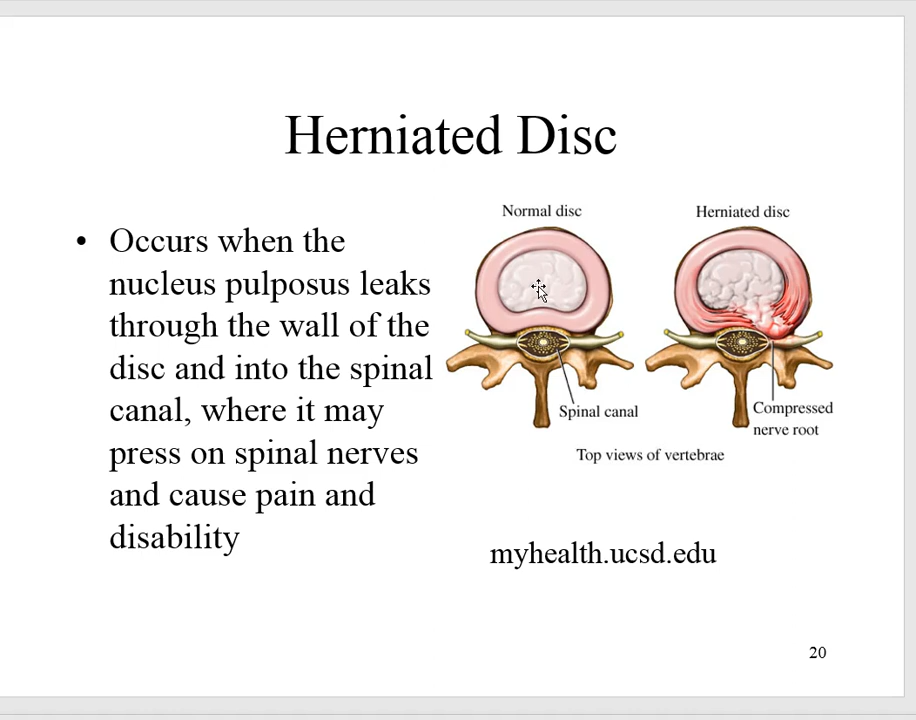 Herniated Disc
• Occurs when the
nucleus pulposus leaks
through the wall of the
disc and into the spinal
canal, where it may
press on spinal nerves
and cause pain and
disability
Normal disc
Herniated disc
Spinal canal
Compressed
nerve root
Top views of vertebrae
myhealth.ucsd.edu
20